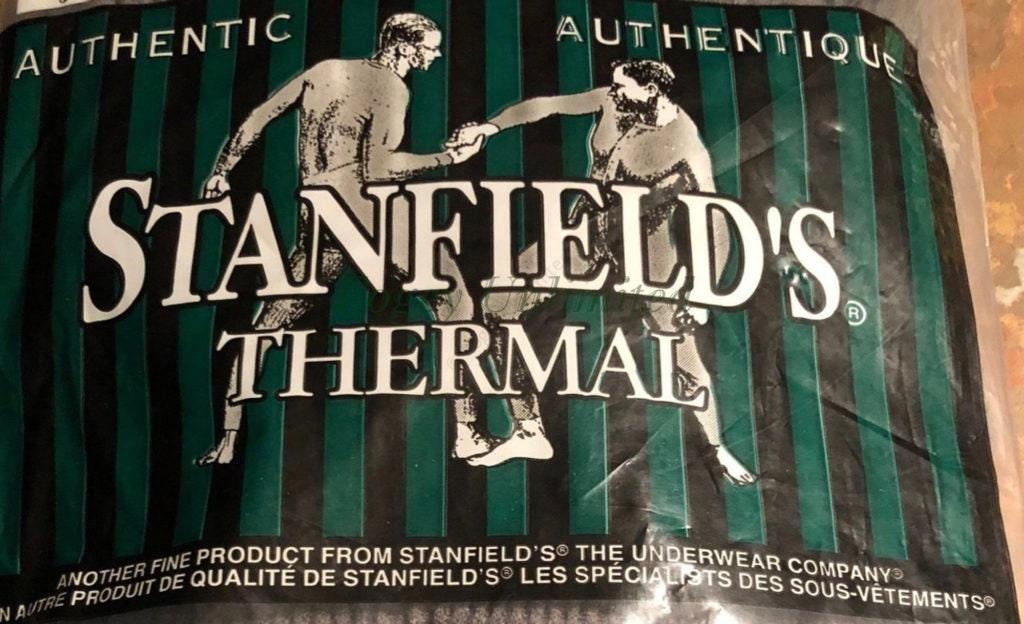 AUTHENTIC AUTHENTIQUE
STANFIELD'S®
THERMAL
ANOTHER FINE PRODUCT FROM STANFIELD'S® THE UNDERWEAR COMPANY®
N AUTRE PRODUIT DE QUALITÉ DE STANFIELD'S® LES SPÉCIALISTS DES SOUS-VÊTEMENTS®